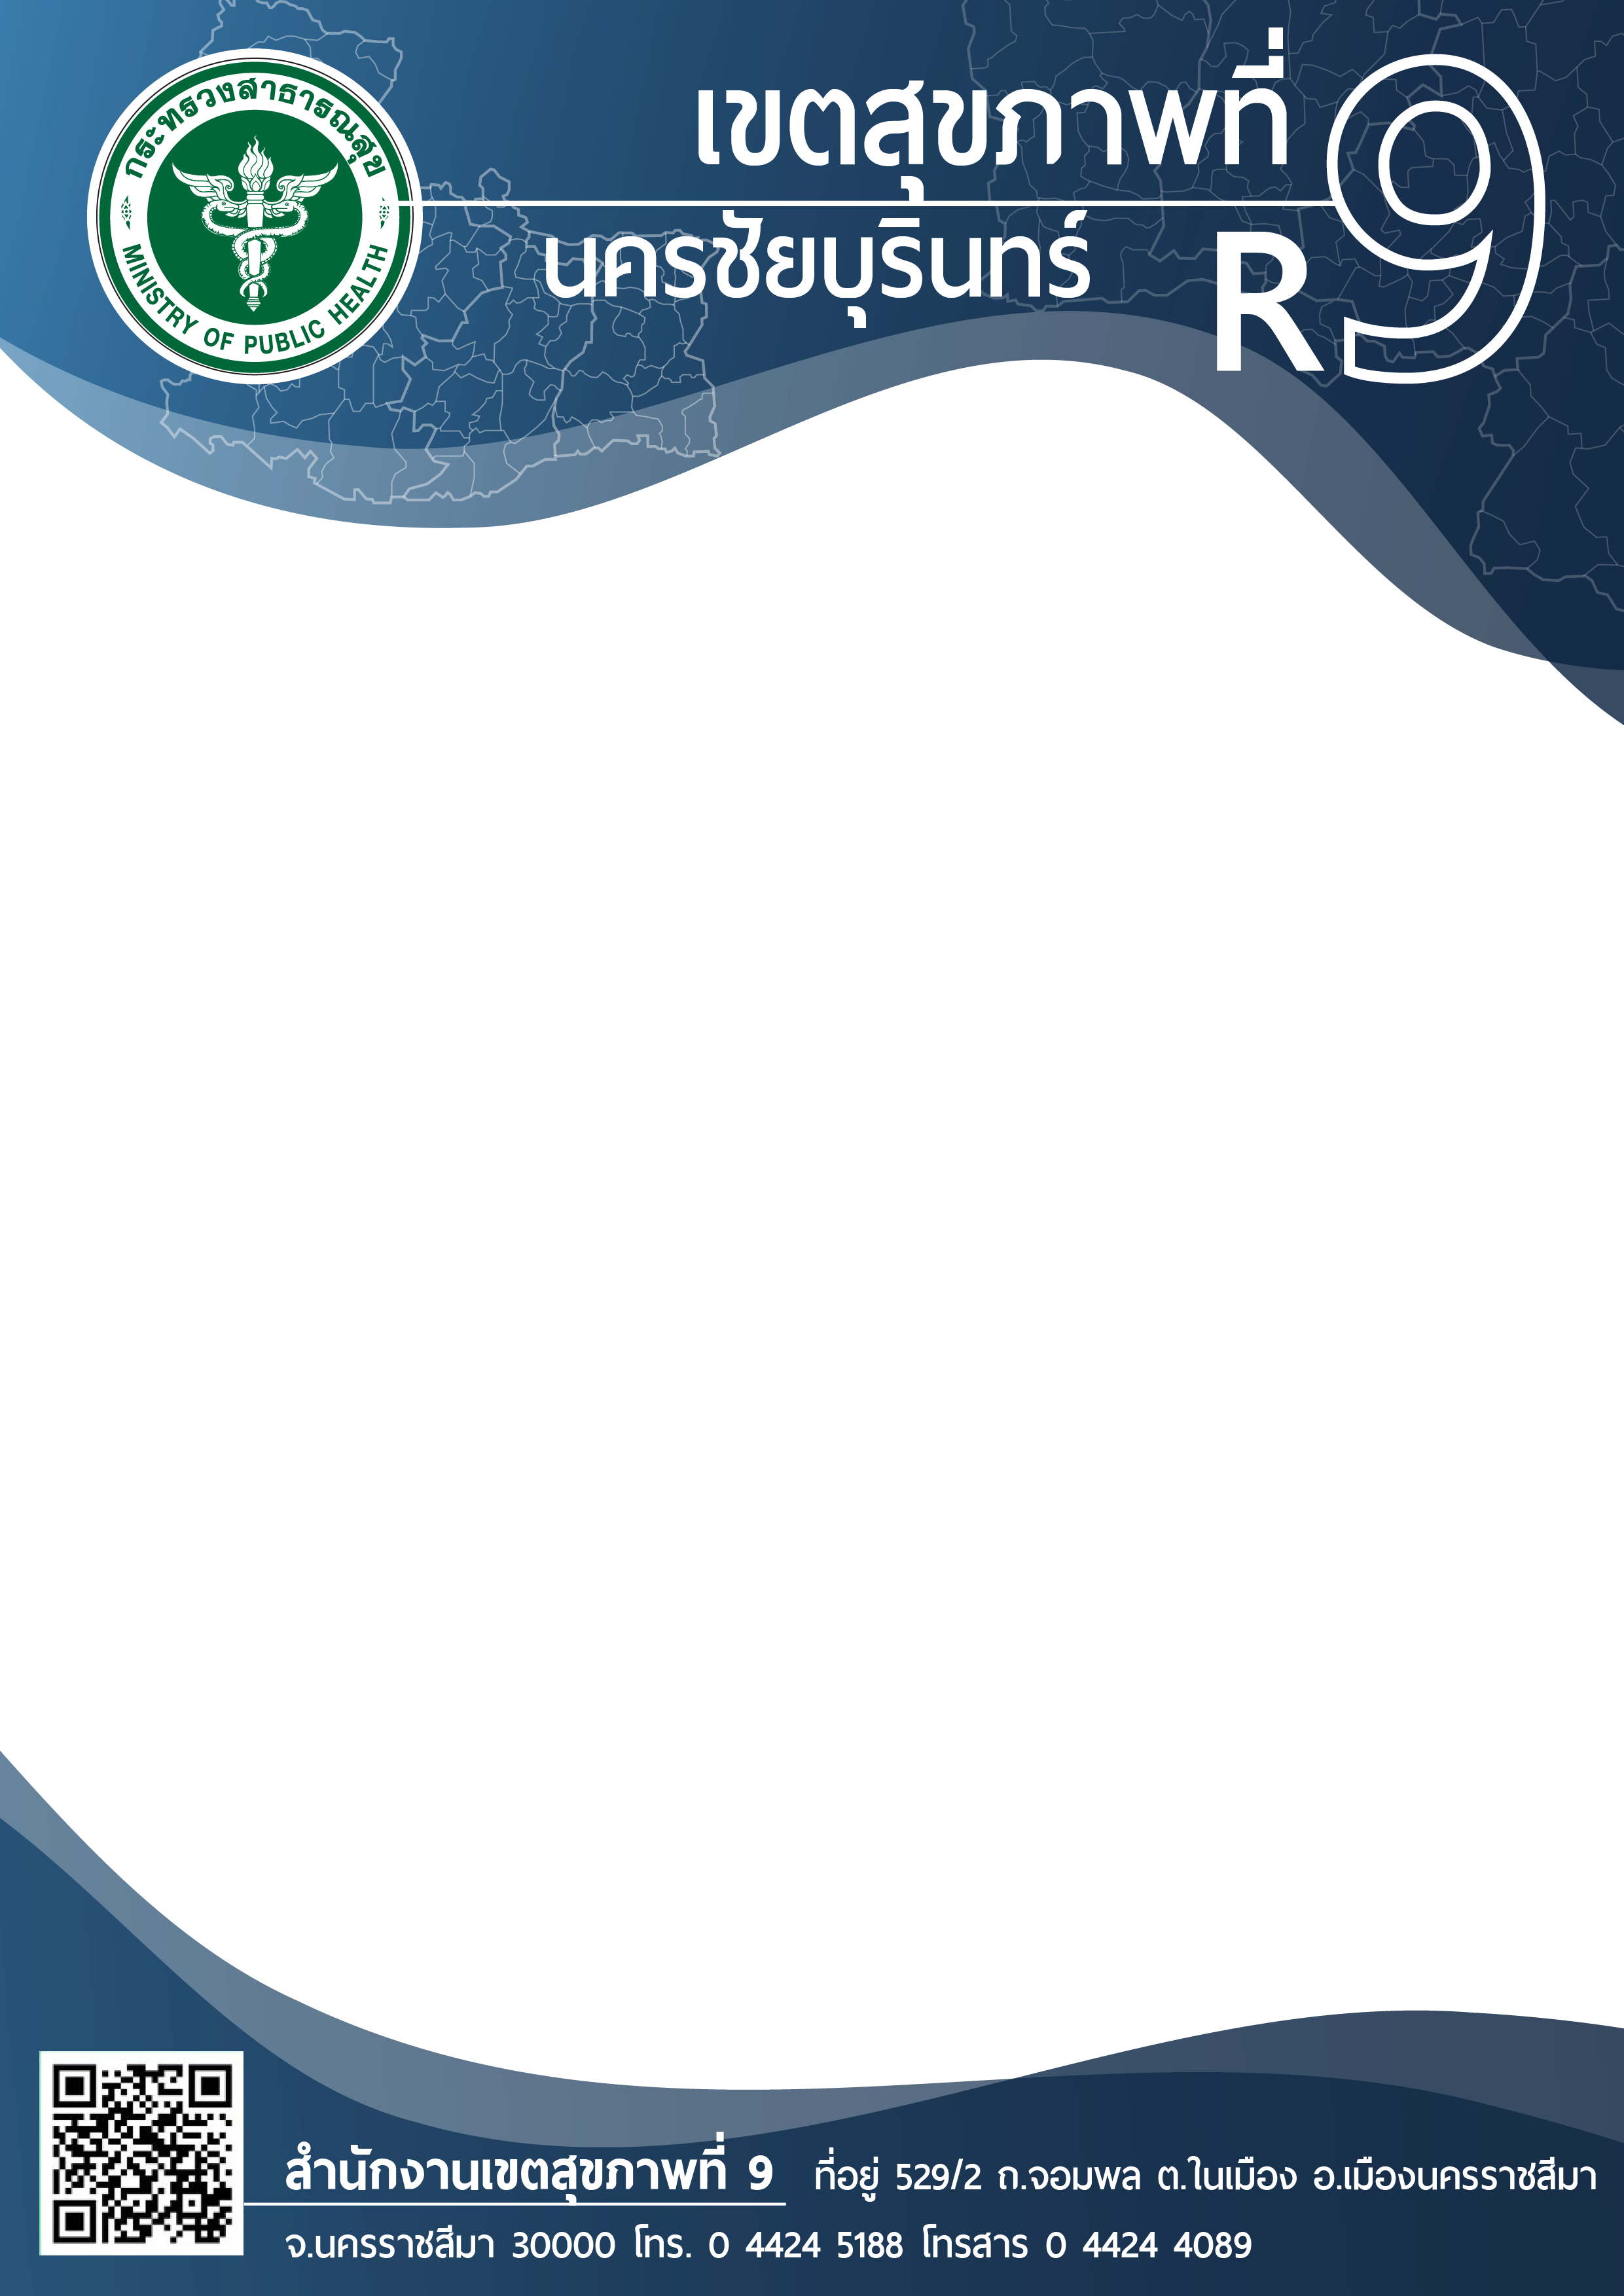 กระทรวงสาธารณสุข
MINISTRY OF PUBLIC HEALTH
เขตสุขภาพที่ 9
นครชัยบุรินทร์ R
สำนักงานเขตสุขภาพที่ 9 ที่อยู่ 529/2 ถ.จอมพล ต.ในเมือง อ.เมืองนครราชสีมา
จ.นครราชสีมา 30000 โทร. 0 4424 5188 โทรสาร 0 4424 4089